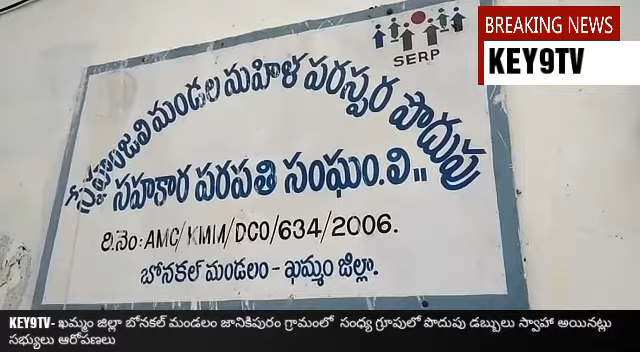 BREAKING NEWS
KEY9TV
SERP
స్నేహాంజవి మండల మహిళ పరస్పర పొదుపు
సహకార పరపతి సంఘం.లి..
రి.నెం: AMC/KMM/DCO/634/2006.
బోనకల్ మండలం - ఖమ్మం జిల్లా.
KEY9TV- ఖమ్మం జిల్లా బోనకల్ మండలం జానికిపురం గ్రామంలో సంధ్య గ్రూపులో పొదుపు డబ్బులు స్వాహా అయినట్లు
సభ్యులు ఆరోపణలు